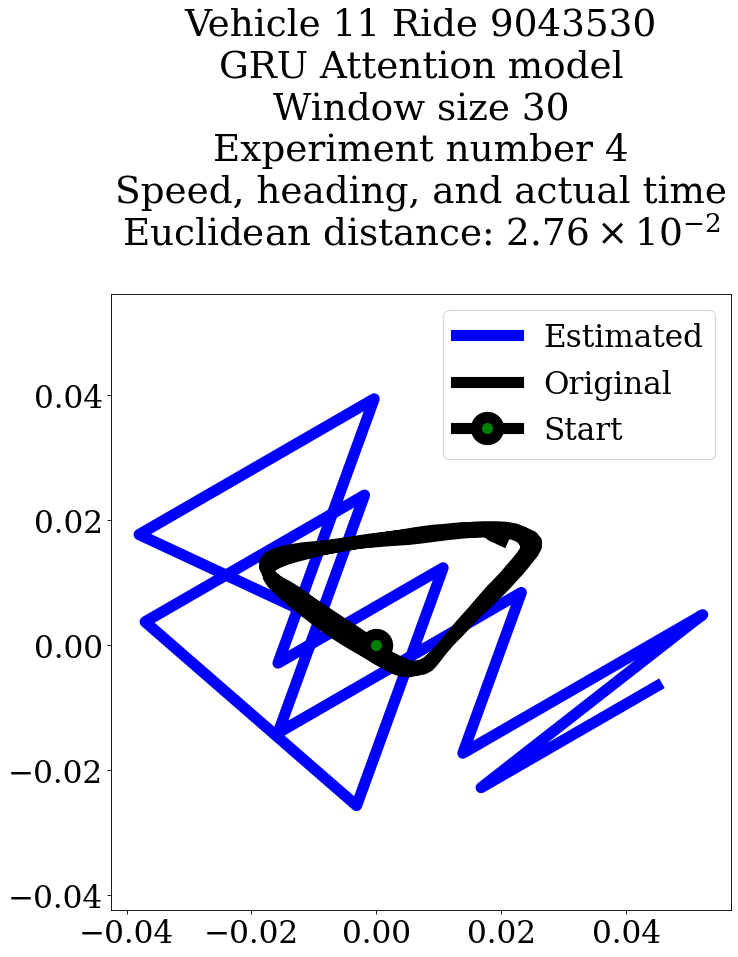 Vehicle 11 Ride 9043530
GRU Attention model
Window size 30
Experiment number 4
Speed, heading, and actual time
Euclidean distance: 2.76 × 10⁻²
Estimated
Original
Start
0.04
0.02
0.00
−0.02
−0.04
−0.04 −0.02 0.00 0.02 0.04